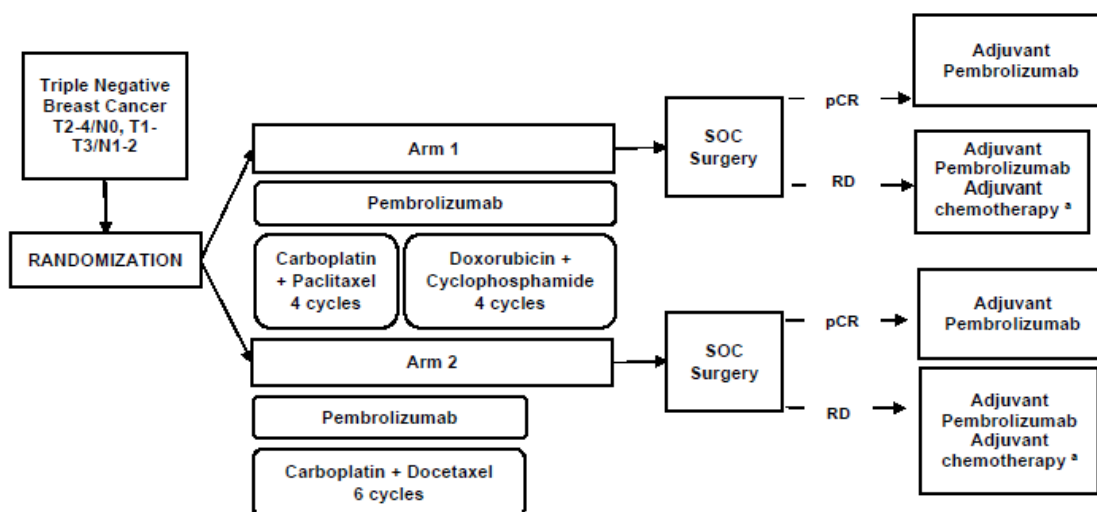 Triple Negative
Breast Cancer
T2-4/N0, T1-
T3/N1-2
RANDOMIZATION
Arm 1
Pembrolizumab
Carboplatin
+ Paclitaxel
4 cycles
Doxorubicin +
Cyclophosphamide
4 cycles
SOC
Surgery
pCR
Adjuvant
Pembrolizumab
RD
Adjuvant
Pembrolizumab
Adjuvant
chemotherapy ª
Arm 2
Pembrolizumab
Carboplatin + Docetaxel
6 cycles
SOC
Surgery
pCR
Adjuvant
Pembrolizumab
RD
Adjuvant
Pembrolizumab
Adjuvant
chemotherapy ª